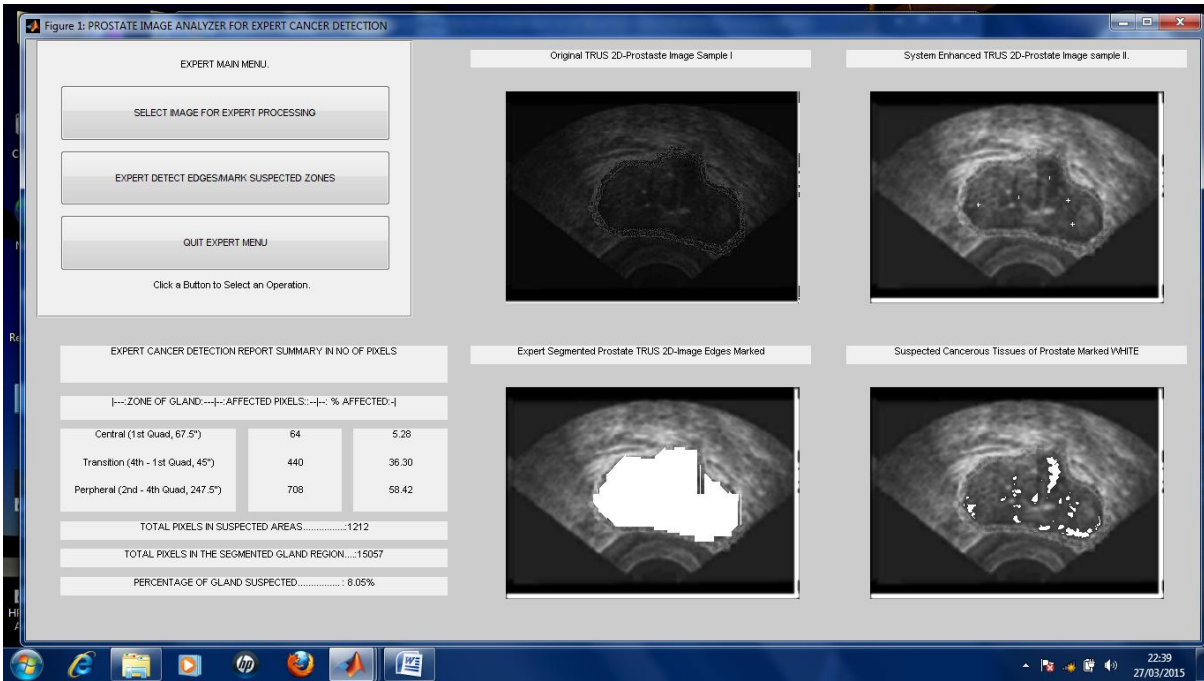 Figure 1: PROSTATE IMAGE ANALYZER FOR EXPERT CANCER DETECTION
EXPERT MAIN MENU.
SELECT IMAGE FOR EXPERT PROCESSING
EXPERT DETECT EDGES/MARK SUSPECTED ZONES
QUIT EXPERT MENU
Click a Button to Select an Operation.
Original TRUS 2D-Prostaste Image Sample I
System Enhanced TRUS 2D-Prostate Image sample II.
EXPERT CANCER DETECTION REPORT SUMMARY IN NO OF PIXELS
|---:ZONE OF GLAND:---|--:AFFECTED PIXELS::--|--: % AFFECTED:-|
Central (1st Quad, 67.5") 64 5.28
Transition (4th - 1st Quad, 45") 440 36.30
Perpheral (2nd - 4th Quad, 247.5") 708 58.42
TOTAL PIXELS IN SUSPECTED AREAS...............:1212
TOTAL PIXELS IN THE SEGMENTED GLAND REGION....:15057
PERCENTAGE OF GLAND SUSPECTED................ : 8.05%
Expert Segmented Prostate TRUS 2D-Image Edges Marked
Suspected Cancerous Tissues of Prostate Marked WHITE
hp
22:39
27/03/2015